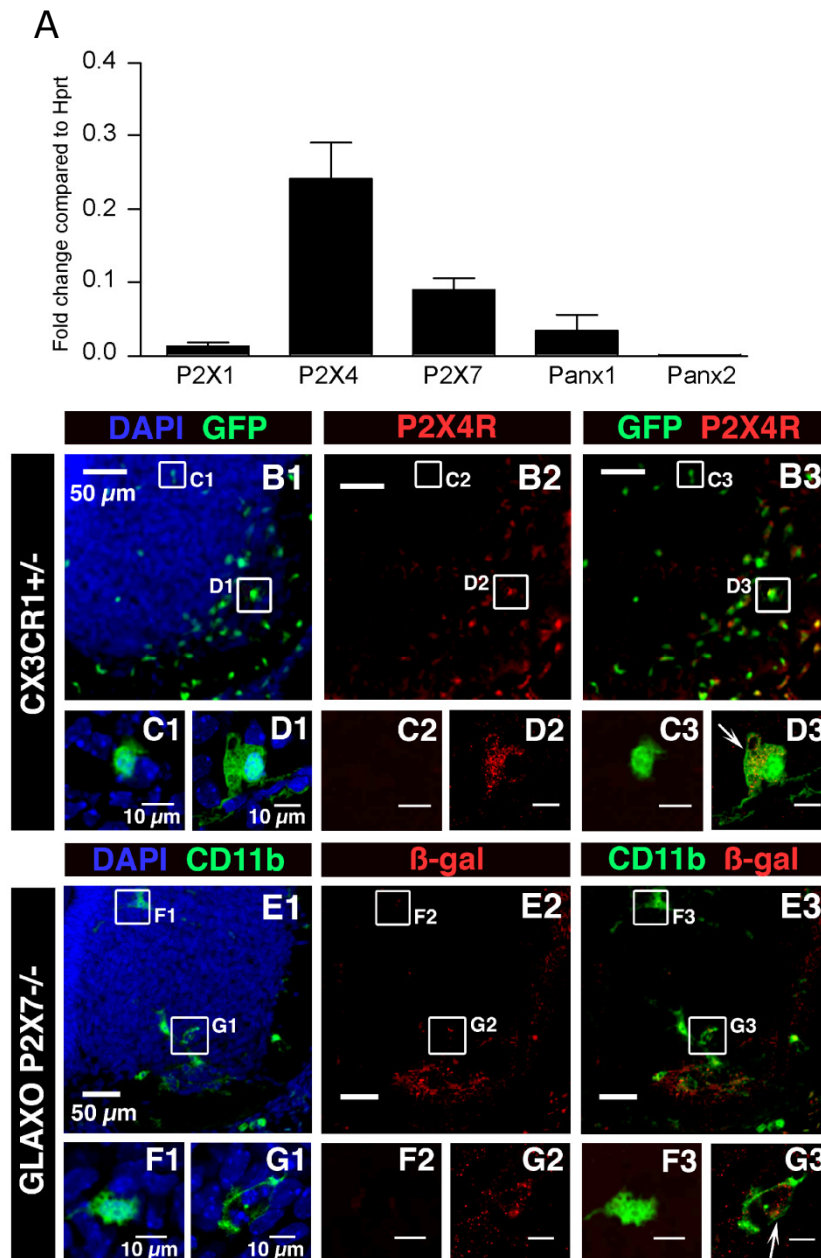 A
Fold change compared to Hprt
0.4
0.3
0.2
0.1
0.0
P2X1 P2X4 P2X7 Panx1 Panx2
DAPI GFP P2X4R GFP P2X4R
CX3CR1+/-
50 µm C1 B1 C2 B2 C3 B3
D1 D2 D3
C1 D1 C2 D2 C3 D3
10 µm 10 µm
DAPI CD11b ß-gal CD11b ß-gal
GLAXO P2X7-/-
F1 E1 F2 E2 F3 E3
G1 G2 G3
50 µm
F1 G1 F2 G2 F3 G3
10 µm 10 µm